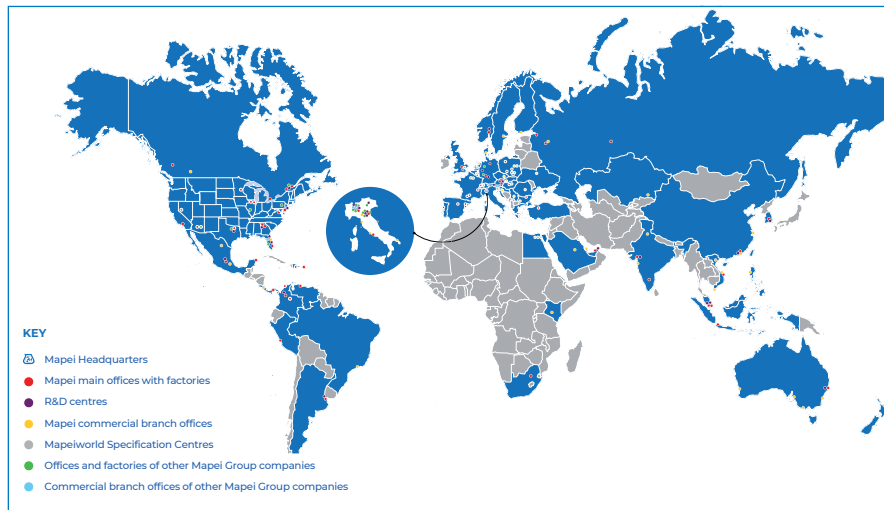 KEY
Mapei Headquarters
Mapei main offices with factories
R&D centres
Mapei commercial branch offices
Mapeiworld Specification Centres
Offices and factories of other Mapei Group companies
Commercial branch offices of other Mapei Group companies